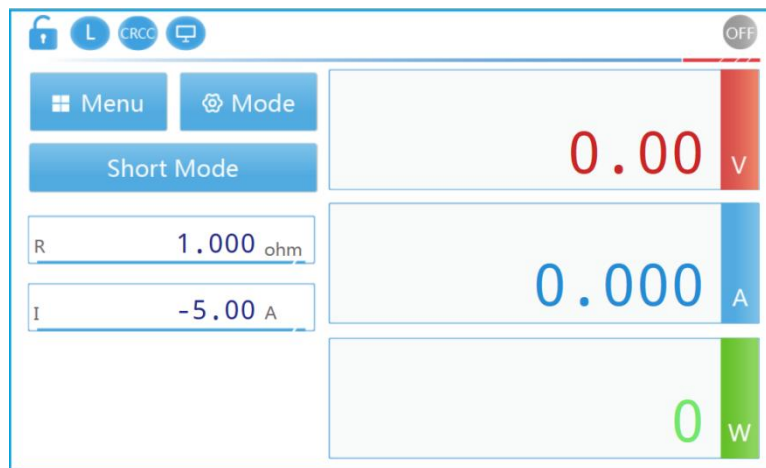 L CRCC OFF
Menu Mode
Short Mode
0.00 V
R 1.000 ohm
0.000 A
I -5.00 A
0 W